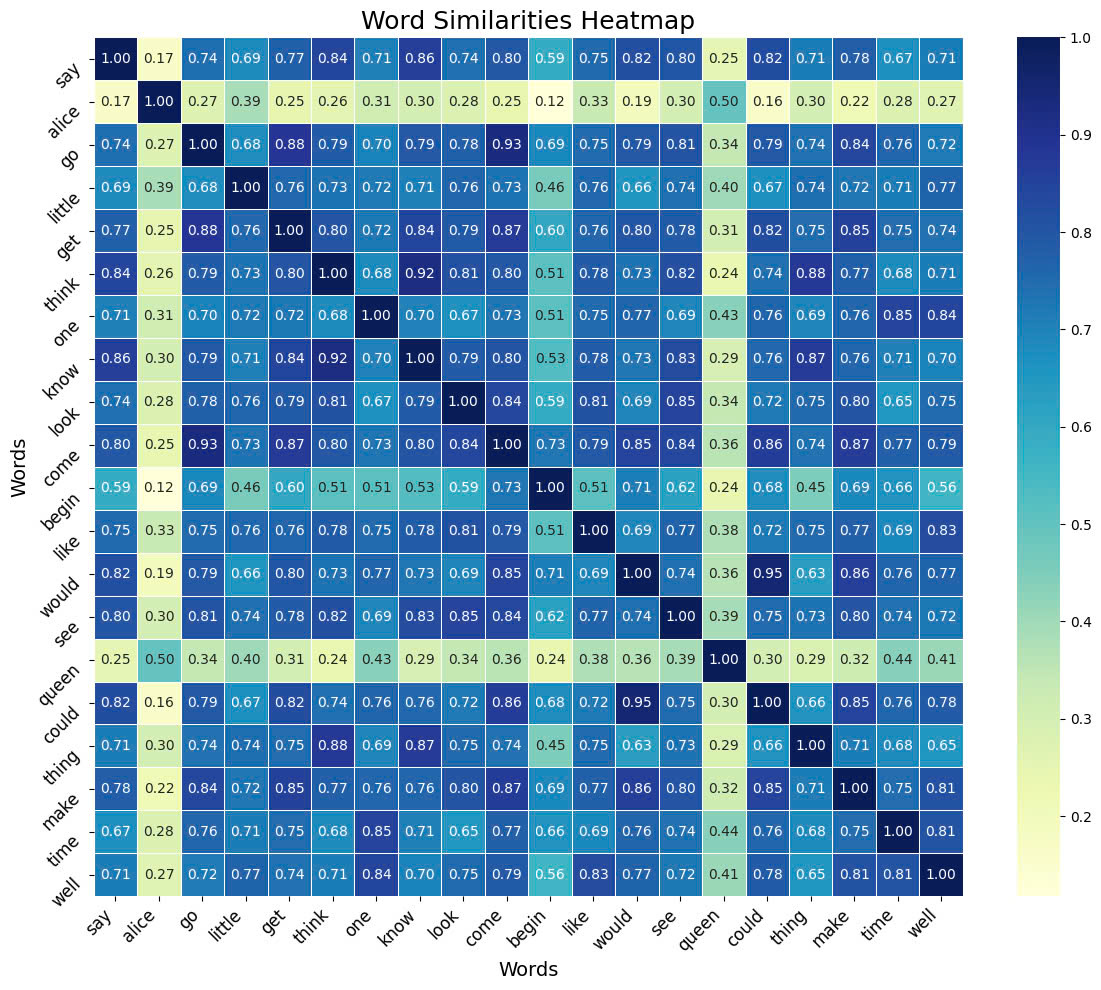 Word Similarities Heatmap
say 1.00 0.17 0.74 0.69 0.77 0.84 0.71 0.86 0.74 0.80 0.59 0.75 0.82 0.80 0.25 0.82 0.71 0.78 0.67 0.71
alice 0.17 1.00 0.27 0.39 0.25 0.26 0.31 0.30 0.28 0.25 0.12 0.33 0.19 0.30 0.50 0.16 0.30 0.22 0.28 0.27
go 0.74 0.27 1.00 0.68 0.88 0.79 0.70 0.79 0.78 0.93 0.69 0.75 0.79 0.81 0.34 0.79 0.74 0.84 0.76 0.72
little 0.69 0.39 0.68 1.00 0.76 0.73 0.72 0.71 0.76 0.73 0.46 0.76 0.66 0.74 0.40 0.67 0.74 0.72 0.71 0.77
get 0.77 0.25 0.88 0.76 1.00 0.80 0.72 0.84 0.79 0.87 0.60 0.76 0.80 0.78 0.31 0.82 0.75 0.85 0.75 0.74
think 0.84 0.26 0.79 0.73 0.80 1.00 0.68 0.92 0.81 0.80 0.51 0.78 0.73 0.82 0.24 0.74 0.88 0.77 0.68 0.71
one 0.71 0.31 0.70 0.72 0.72 0.68 1.00 0.70 0.67 0.73 0.51 0.75 0.77 0.69 0.43 0.76 0.69 0.76 0.85 0.84
know 0.86 0.30 0.79 0.71 0.84 0.92 0.70 1.00 0.79 0.80 0.53 0.78 0.73 0.83 0.29 0.76 0.87 0.76 0.71 0.70
look 0.74 0.28 0.78 0.76 0.79 0.81 0.67 0.79 1.00 0.84 0.59 0.81 0.69 0.85 0.34 0.72 0.75 0.80 0.65 0.75
come 0.80 0.25 0.93 0.73 0.87 0.80 0.73 0.80 0.84 1.00 0.73 0.79 0.85 0.84 0.36 0.86 0.74 0.87 0.77 0.79
begin 0.59 0.12 0.69 0.46 0.60 0.51 0.51 0.53 0.59 0.73 1.00 0.51 0.71 0.62 0.24 0.68 0.45 0.69 0.66 0.56
like 0.75 0.33 0.75 0.76 0.76 0.78 0.75 0.78 0.81 0.79 0.51 1.00 0.69 0.77 0.38 0.72 0.75 0.77 0.69 0.83
would 0.82 0.19 0.79 0.66 0.80 0.73 0.77 0.73 0.69 0.85 0.71 0.69 1.00 0.74 0.36 0.95 0.63 0.86 0.76 0.77
see 0.80 0.30 0.81 0.74 0.78 0.82 0.69 0.83 0.85 0.84 0.62 0.77 0.74 1.00 0.39 0.75 0.73 0.80 0.74 0.72
queen 0.25 0.50 0.34 0.40 0.31 0.24 0.43 0.29 0.34 0.36 0.24 0.38 0.36 0.39 1.00 0.30 0.29 0.32 0.44 0.41
could 0.82 0.16 0.79 0.67 0.82 0.74 0.76 0.76 0.72 0.86 0.68 0.72 0.95 0.75 0.30 1.00 0.66 0.85 0.76 0.78
thing 0.71 0.30 0.74 0.74 0.75 0.88 0.69 0.87 0.75 0.74 0.45 0.75 0.63 0.73 0.29 0.66 1.00 0.71 0.68 0.65
make 0.78 0.22 0.84 0.72 0.85 0.77 0.76 0.76 0.80 0.87 0.69 0.77 0.86 0.80 0.32 0.85 0.71 1.00 0.75 0.81
time 0.67 0.28 0.76 0.71 0.75 0.68 0.85 0.71 0.65 0.77 0.66 0.69 0.76 0.74 0.44 0.76 0.68 0.75 1.00 0.81
well 0.71 0.27 0.72 0.77 0.74 0.71 0.84 0.70 0.75 0.79 0.56 0.83 0.77 0.72 0.41 0.78 0.65 0.81 0.81 1.00
say alice go little get think one know look come begin like would see queen could thing make time well
Words
Words
1.0
0.9
0.8
0.7
0.6
0.5
0.4
0.3
0.2